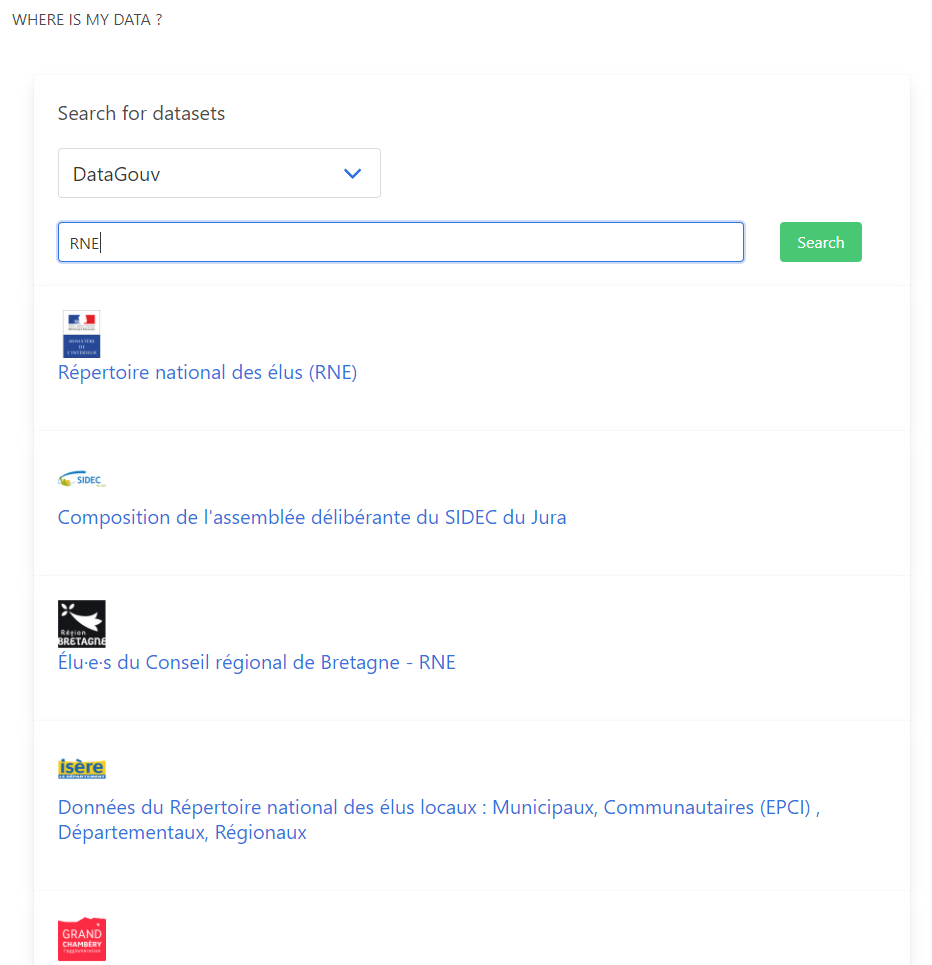 WHERE IS MY DATA ?
Search for datasets
DataGouv
RNE
Search
MINISTÈRE
DE
L'INTÉRIEUR
Répertoire national des élus (RNE)
SIDEC
Composition de l'assemblée délibérante du SIDEC du Jura
Région
BRETAGNE
Élu·e·s du Conseil régional de Bretagne - RNE
isère
LE DÉPARTEMENT
Données du Répertoire national des élus locaux : Municipaux, Communautaires (EPCI) ,
Départementaux, Régionaux
GRAND
CHAMBÉRY
l'agglomération